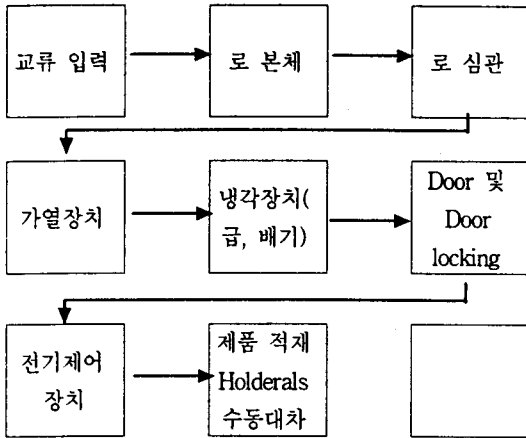 교류 입력
로 본체
로 심관
가열장치
냉각장치(
급, 배기)
Door 및
Door
locking
전기제어
장치
제품 적재
Holderals
수동대차